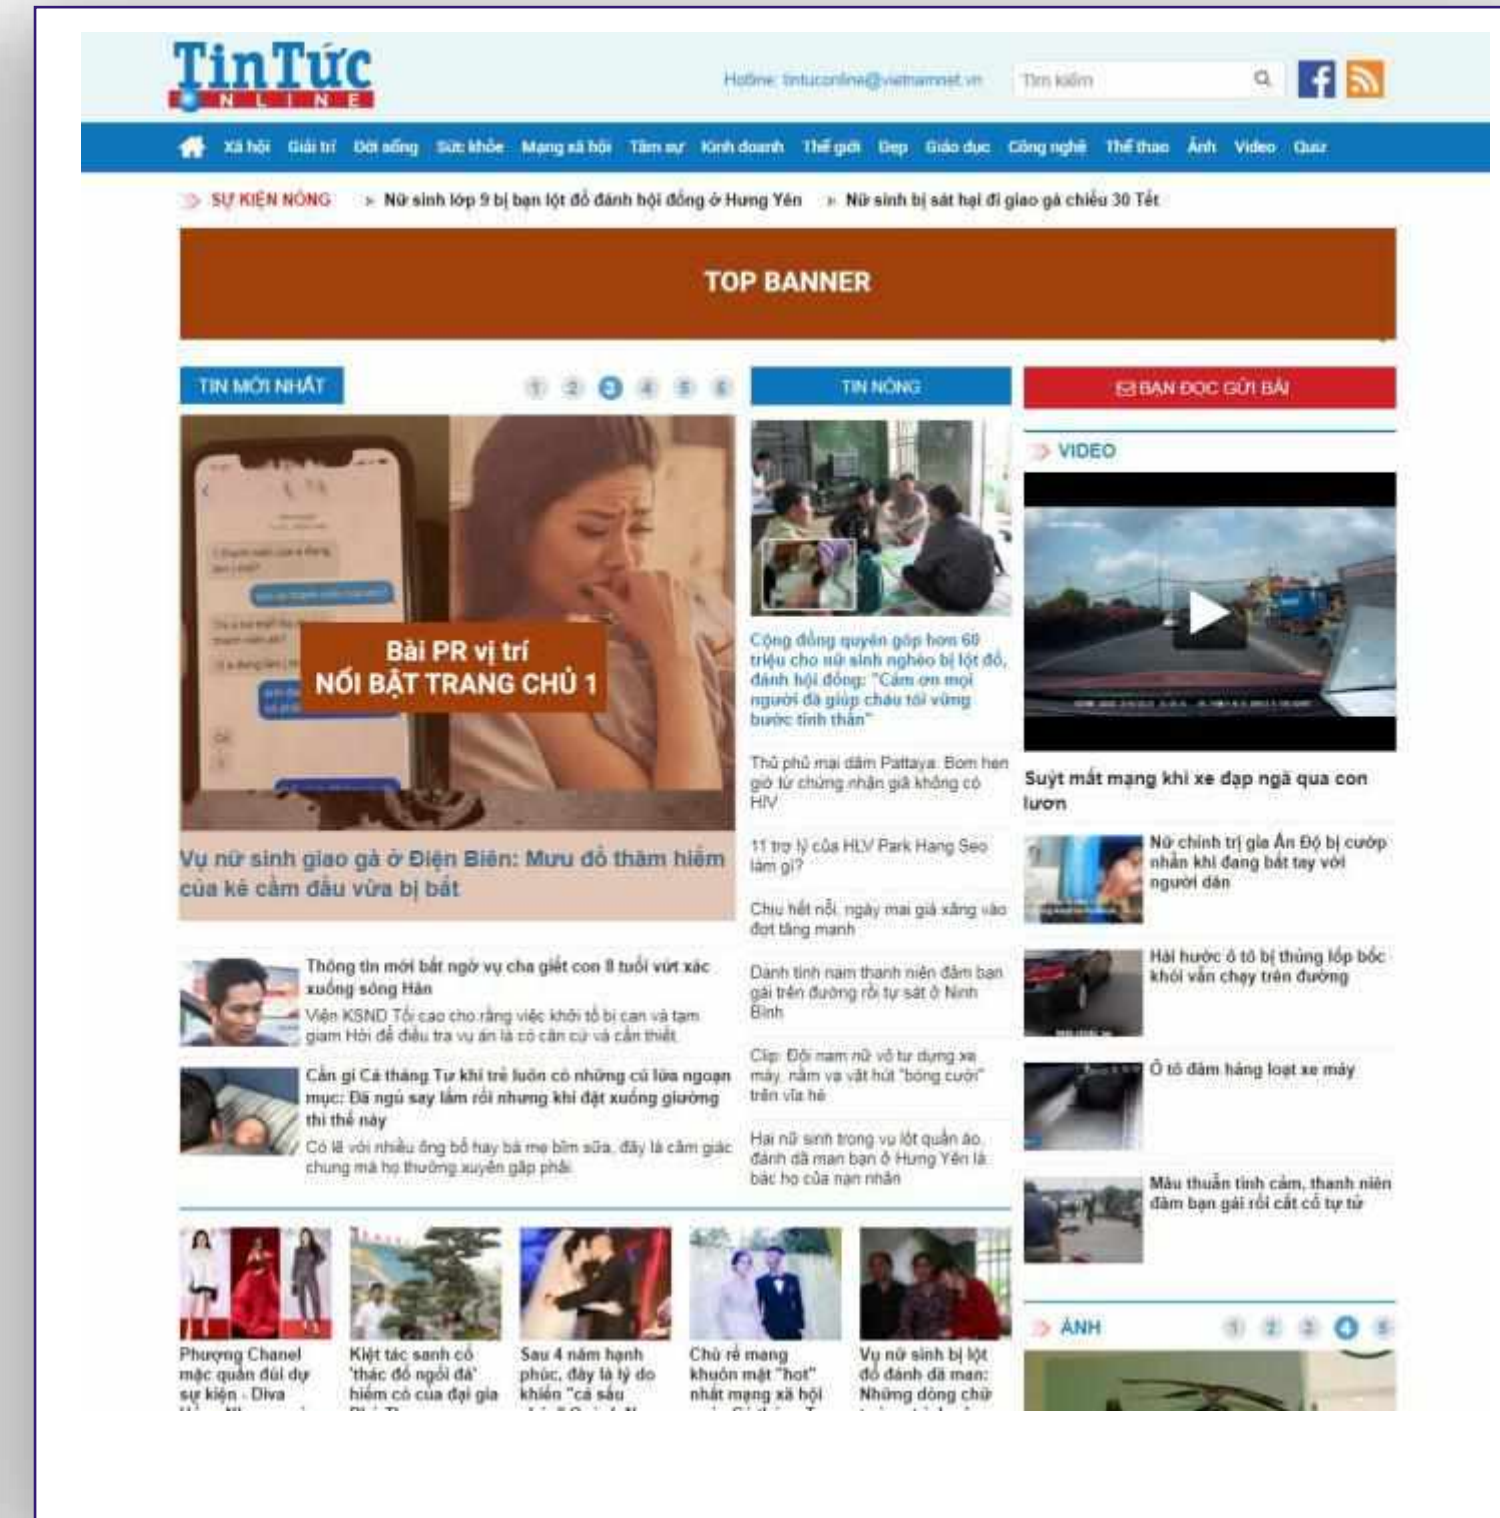 TinTức
ONLINE
Hotline: tintuconline@vietnamnet.vn
Tìm kiếm
Xã hội Giải trí Đời sống Sức khỏe Mạng xã hội Tâm sự Kinh doanh Thế giới Đẹp Giáo dục Công nghệ Thể thao Ảnh Video Quiz
SỰ KIỆN NÓNG » Nữ sinh lớp 9 bị bạn lột đồ đánh hội đồng ở Hưng Yên » Nữ sinh bị sát hại đi giao gà chiều 30 Tết
TOP BANNER
TIN MỚI NHẤT
1 2 3 4 5 6
Bài PR vị trí
NỔI BẬT TRANG CHỦ 1
Vụ nữ sinh giao gà ở Điện Biên: Mưu đồ thâm hiểm
của kẻ cầm đầu vừa bị bắt
Thông tin mới bất ngờ vụ cha giết con 8 tuổi vứt xác
xuống sông Hàn
Viện KSND Tối cao cho rằng việc khởi tố bị can và tạm
giam Hời để điều tra vụ án là có căn cứ và cần thiết.
Cần gì Cá tháng Tư khi trẻ luôn có những cú lừa ngoạn
mục: Đã ngủ say lắm rồi nhưng khi đặt xuống giường
thì thế này
Có lẽ với nhiều ông bố hay bà mẹ bỉm sữa, đây là cảm giác
chung mà họ thường xuyên gặp phải.
TIN NÓNG
Cộng đồng quyên góp hơn 60
triệu cho nữ sinh nghèo bị lột đồ,
đánh hội đồng: "Cảm ơn mọi
người đã giúp cháu tôi vững
bước tinh thần"
Thủ phủ mại dâm Pattaya: Bom hẹn
giờ từ chứng nhận giả không có
HIV
11 trợ lý của HLV Park Hang Seo
làm gì?
Chịu hết nổi, ngày mai giá xăng vào
đợt tăng mạnh
Danh tính nam thanh niên đâm bạn
gái trên đường rồi tự sát ở Ninh
Bình
Clip: Đôi nam nữ vô tư dựng xe
máy, nằm vạ vật hút "bóng cười"
trên vỉa hè
Hai nữ sinh trong vụ lột quần áo,
đánh dã man bạn ở Hưng Yên là
bác họ của nạn nhân
BẠN ĐỌC GỬI BÀI
VIDEO
Suýt mất mạng khi xe đạp ngã qua con
lươn
Nữ chính trị gia Ấn Độ bị cướp
nhẫn khi đang bắt tay với
người dân
Hài hước ô tô bị thủng lốp bốc
khói vẫn chạy trên đường
Ô tô đâm hàng loạt xe máy
Mâu thuẫn tình cảm, thanh niên
đâm bạn gái rồi cắt cổ tự tử
ẢNH
1 2 3 4 5
Phượng Chanel
mặc quần đùi dự
sự kiện - Diva
Kiệt tác sanh cổ
'thác đổ ngồi đá'
hiếm có của đại gia
Sau 4 năm hạnh
phúc, đây là lý do
khiến "cá sấu
Chú rể mang
khuôn mặt "hot"
nhất mạng xã hội
Vụ nữ sinh bị lột
đồ đánh dã man:
Những dòng chữ